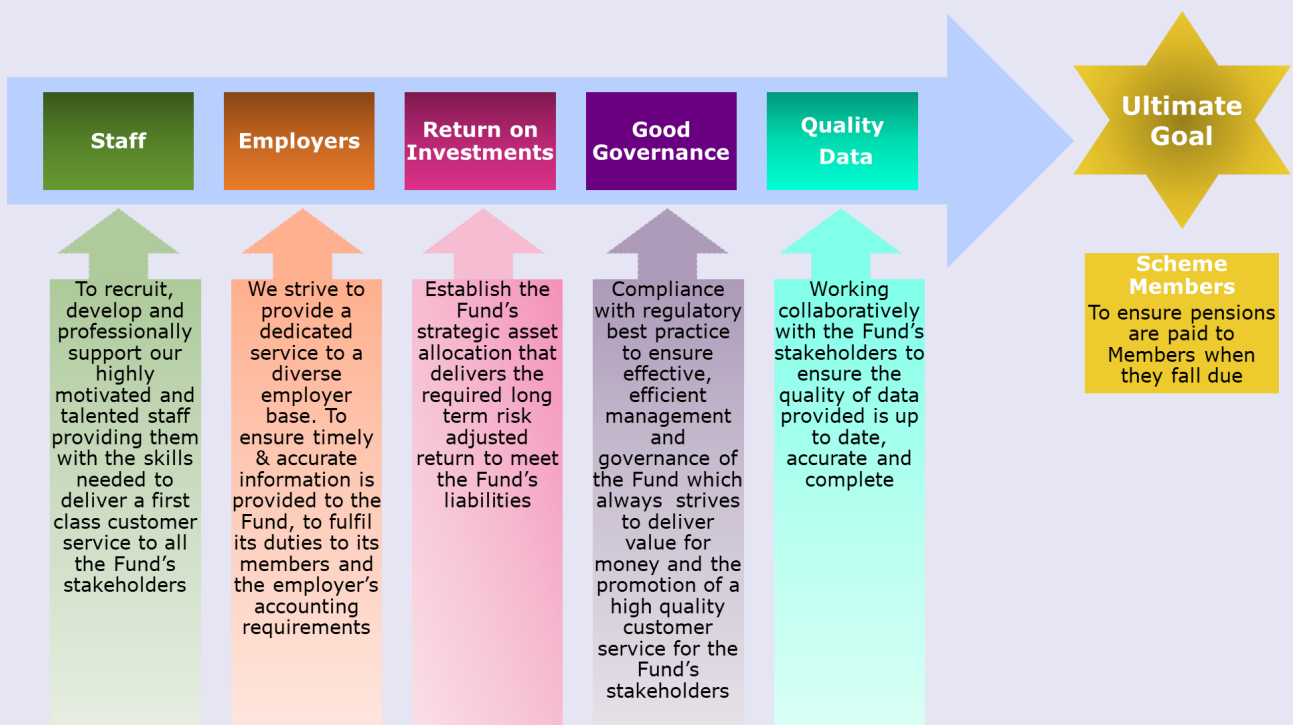 Staff
Employers
Return on
Investments
Good
Governance
Quality
Data
Ultimate
Goal
To recruit,
develop and
professionally
support our
highly
motivated and
talented staff
providing them
with the skills
needed to
deliver a first
class customer
service to all
the Fund’s
stakeholders
We strive to
provide a
dedicated
service to a
diverse
employer
base. To
ensure timely
& accurate
information is
provided to the
Fund, to fulfil
its duties to its
members and
the employer’s
accounting
requirements
Establish the
Fund’s
strategic asset
allocation that
delivers the
required long
term risk
adjusted
return to meet
the Fund’s
liabilities
Compliance
with regulatory
best practice
to ensure
effective,
efficient
management
and
governance of
the Fund which
always  strives
to deliver
value for
money and the
promotion of a
high quality
customer
service for the
Fund’s
stakeholders
Working
collaboratively
with the Fund’s
stakeholders to
ensure the
quality of data
provided is up
to date,
accurate and
complete
Scheme
Members
To ensure pensions
are paid to
Members when
they fall due